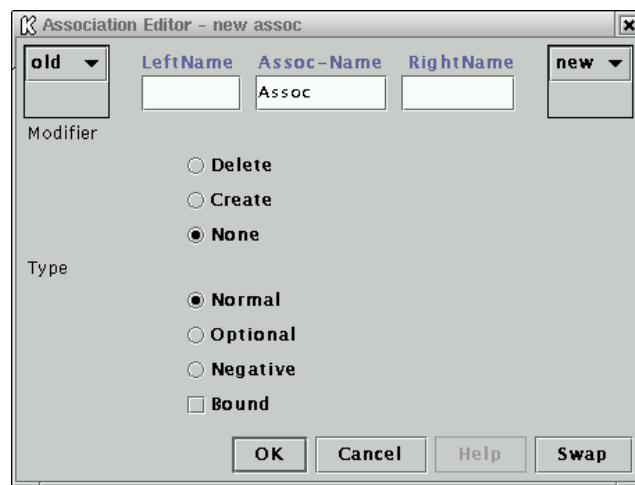 Association Editor - new assoc
old LeftName Assoc-Name RightName new
Assoc
Modifier
Delete
Create
None
Type
Normal
Optional
Negative
Bound
OK Cancel Help Swap